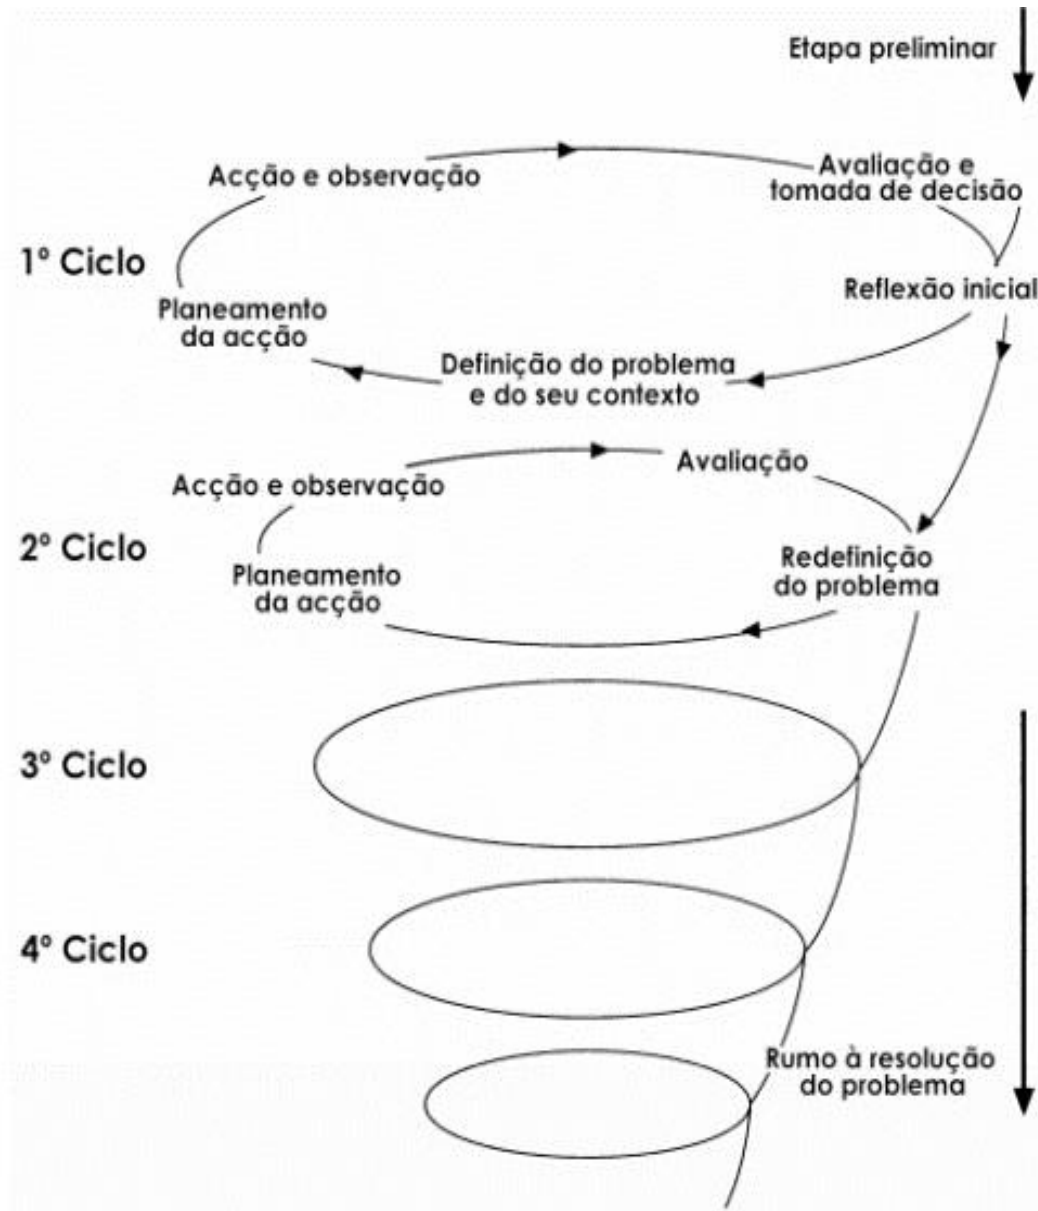 Etapa preliminar
Acção e observação
Avaliação e
tomada de decisão
1º Ciclo
Reflexão inicial
Planeamento
da acção
Definição do problema
e do seu contexto
Avaliação
Acção e observação
2º Ciclo
Redefinição
do problema
Planeamento
da acção
3º Ciclo
4º Ciclo
Rumo à resolução
do problema